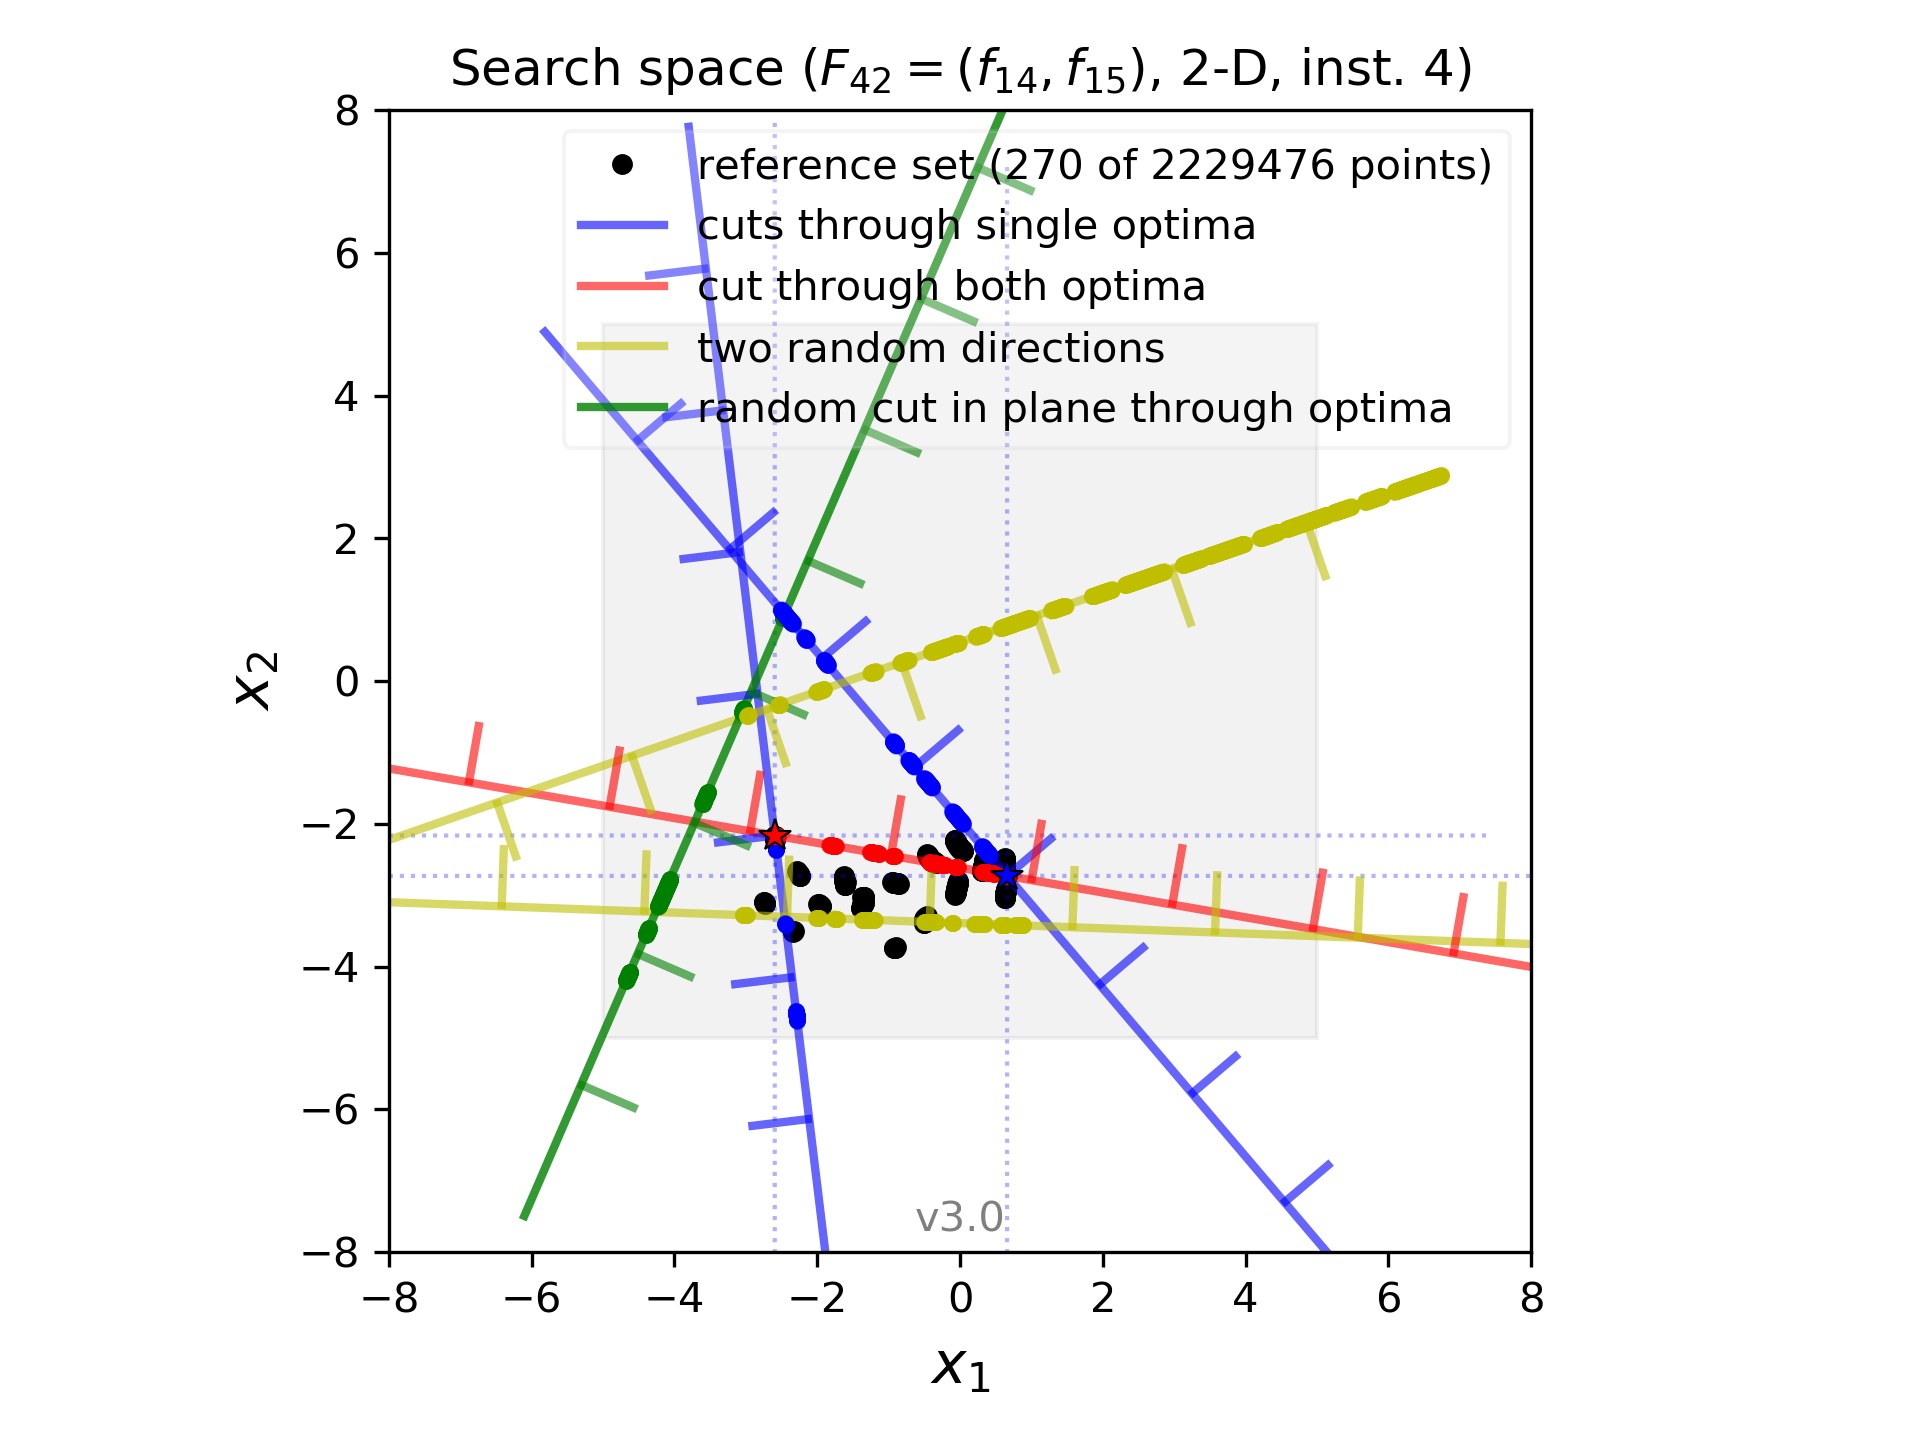 Search space (F42 = (f14, f15), 2-D, inst. 4)
reference set (270 of 2229476 points)
cuts through single optima
cut through both optima
two random directions
random cut in plane through optima
8
6
4
2
0
−2
−4
−6
−8
x2
v3.0
−8 −6 −4 −2 0 2 4 6 8
x1